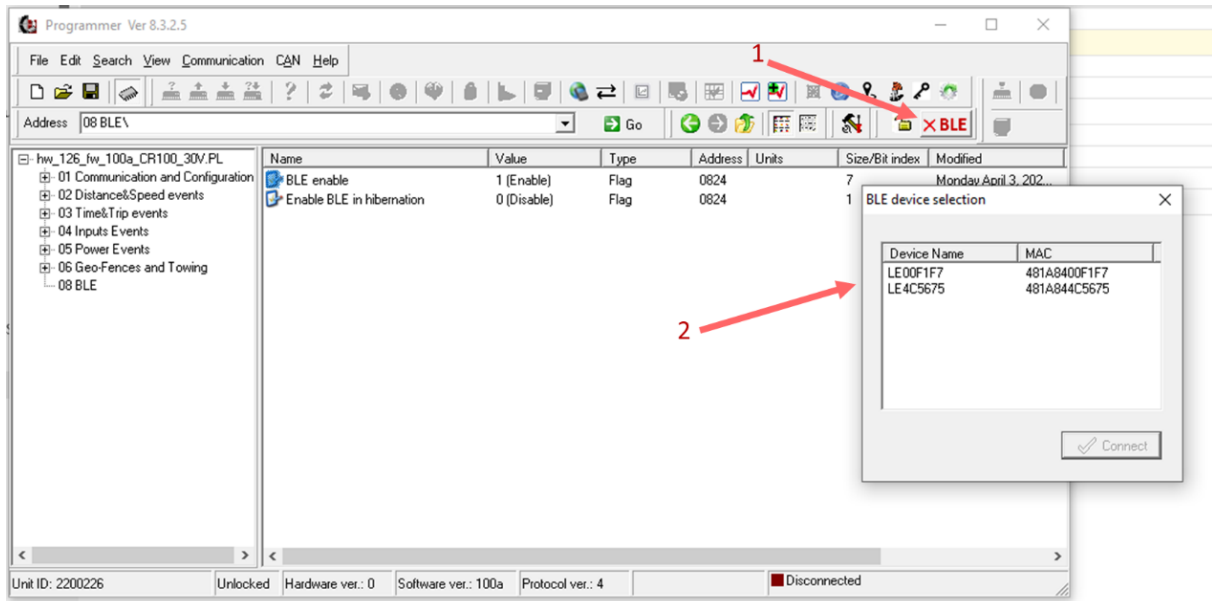 Programmer Ver 8.3.2.5
File Edit Search View Communication CAN Help
1
BLE
Address 08 BLE\ Go
hw_126_fw_100a_CR100_30V.PL
01 Communication and Configuration
02 Distance&Speed events
03 Time&Trip events
04 Inputs Events
05 Power Events
06 Geo-Fences and Towing
08 BLE
Name Value Type Address Units Size/Bit index Modified
BLE enable 1 (Enable) Flag 0824 7 Monday April 3, 202...
Enable BLE in hibernation 0 (Disable) Flag 0824 1
BLE device selection
Device Name MAC
LE00F1F7 481A8400F1F7
LE4C5675 481A844C5675
2
Connect
Unit ID: 2200226 Unlocked Hardware ver.: 0 Software ver.: 100a Protocol ver.: 4 Disconnected